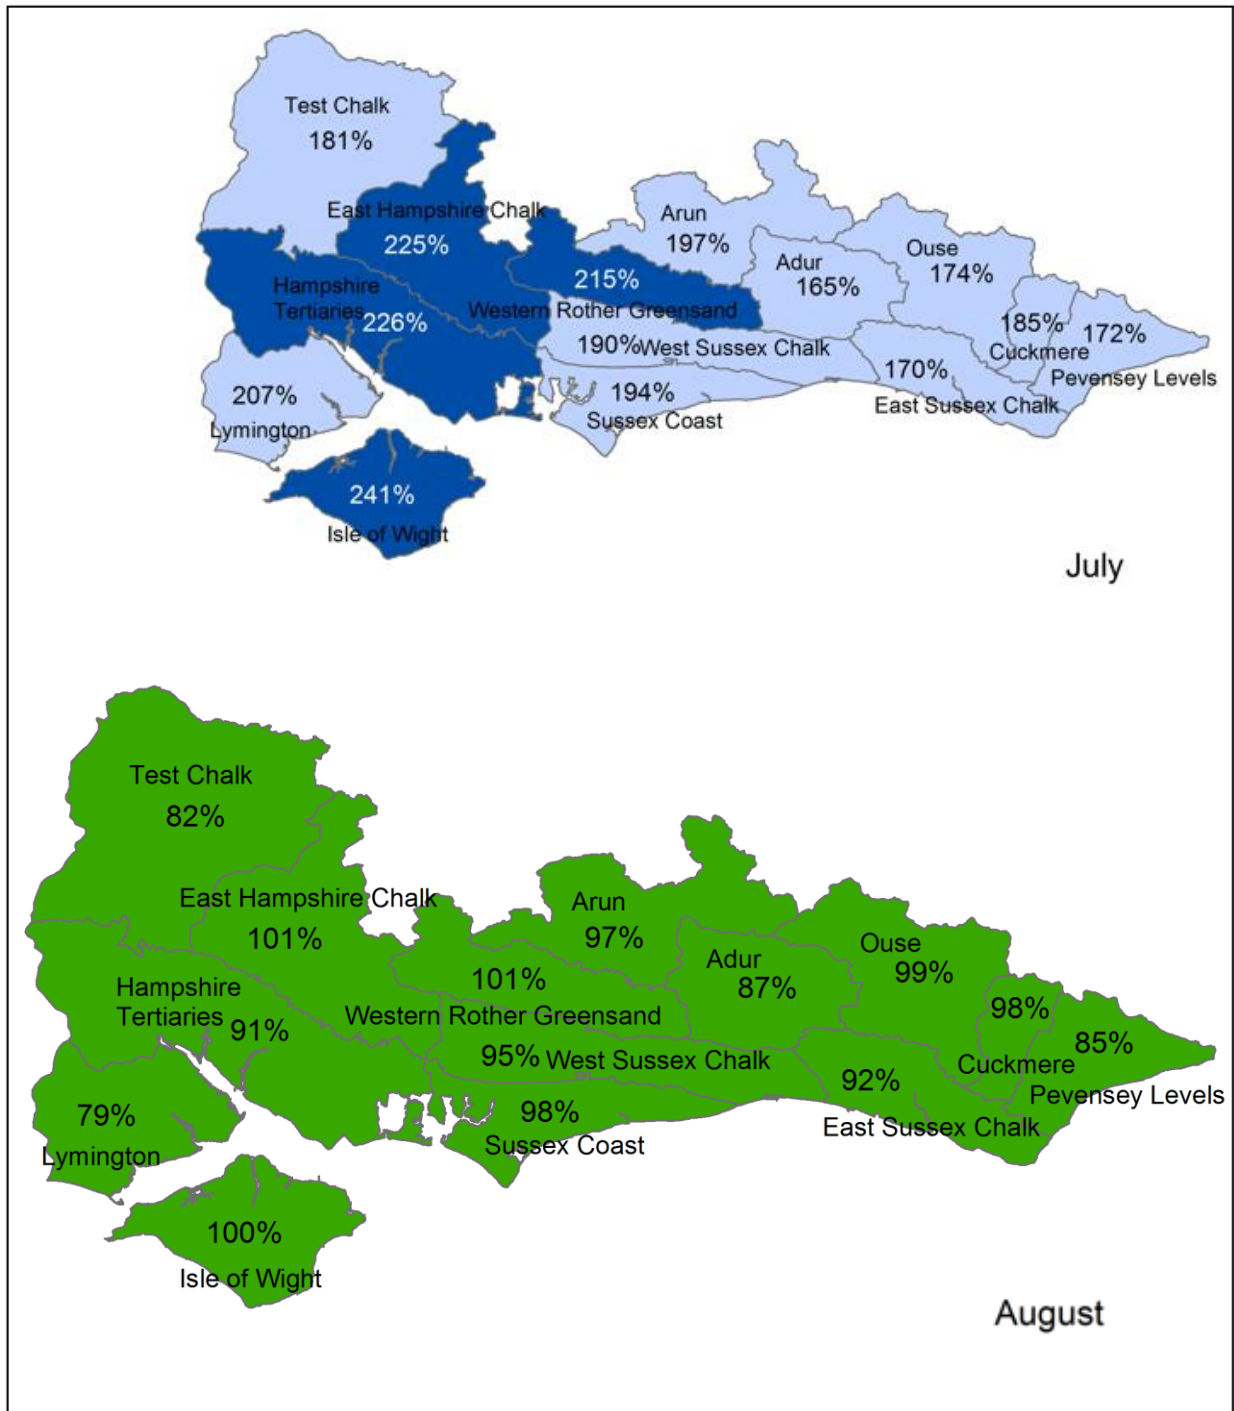 Test Chalk
181%
East Hampshire Chalk
225%
Arun
197%
Adur
165%
Ouse
174%
215%
Western Rother Greensand
Hampshire
Tertiaries
226%
185%
Cuckmere
172%
Pevensey Levels
190%
West Sussex Chalk
170%
East Sussex Chalk
207%
Lymington
194%
Sussex Coast
241%
Isle of Wight
July
Test Chalk
82%
East Hampshire Chalk
101%
Arun
97%
Adur
87%
Ouse
99%
101%
Western Rother Greensand
Hampshire
Tertiaries
91%
98%
Cuckmere
85%
Pevensey Levels
95%
West Sussex Chalk
92%
East Sussex Chalk
79%
Lymington
98%
Sussex Coast
100%
Isle of Wight
August